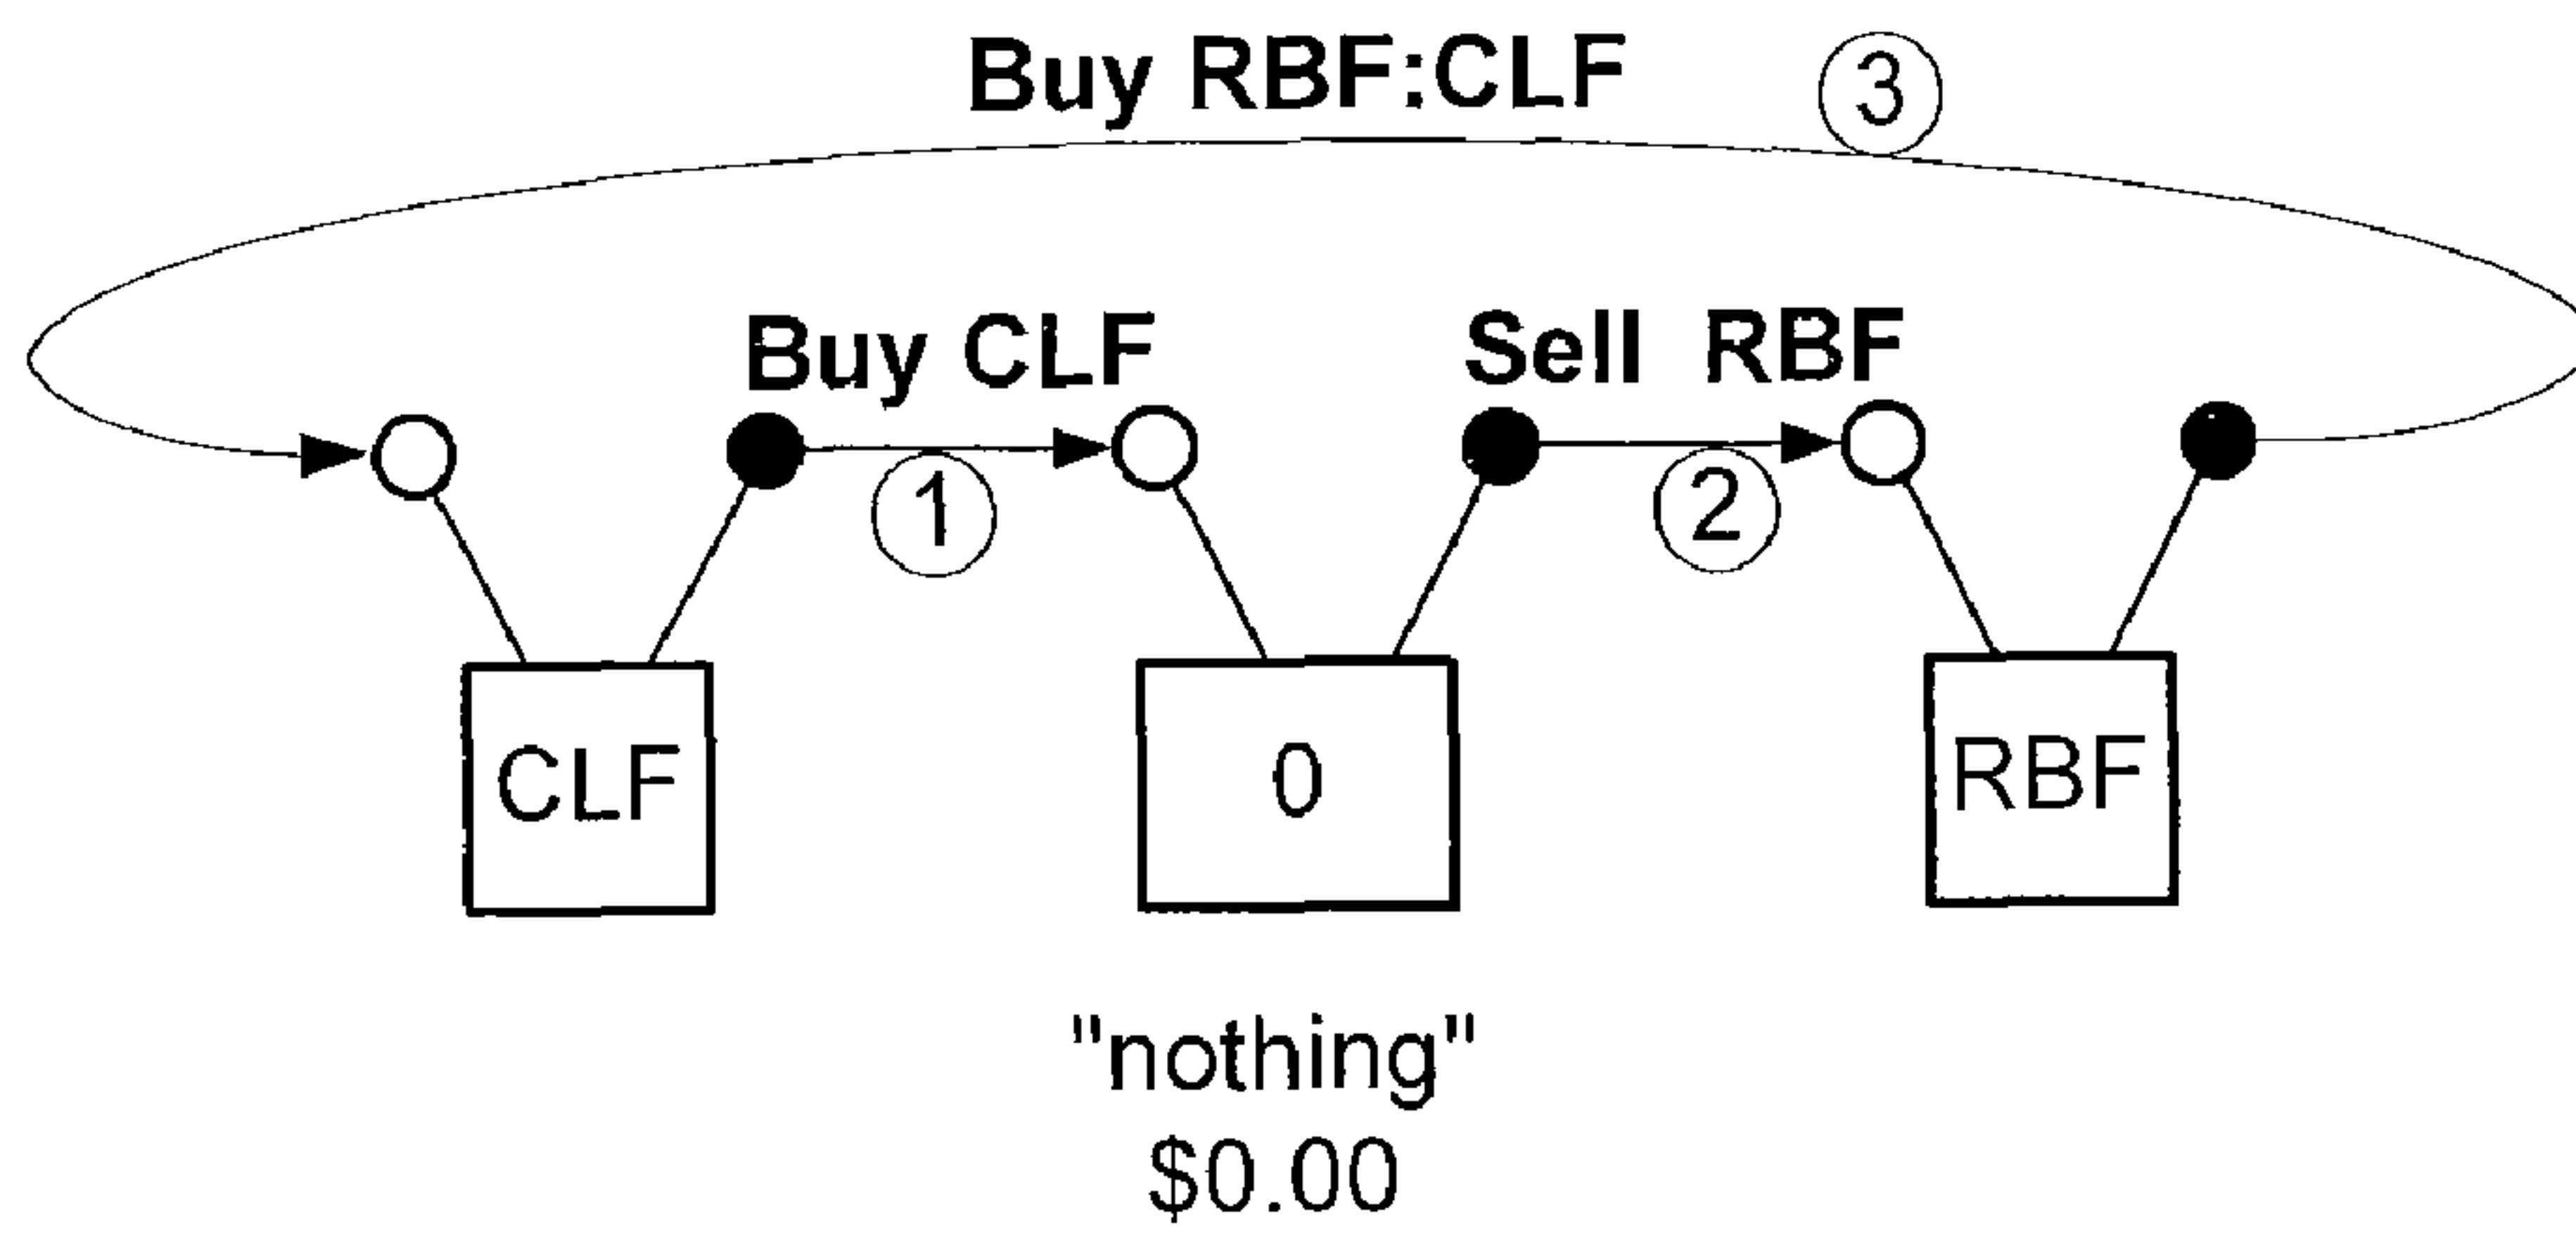 Buy RBF:CLF 3
Buy CLF Sell RBF
1 2
CLF 0 RBF
"nothing"
$0.00